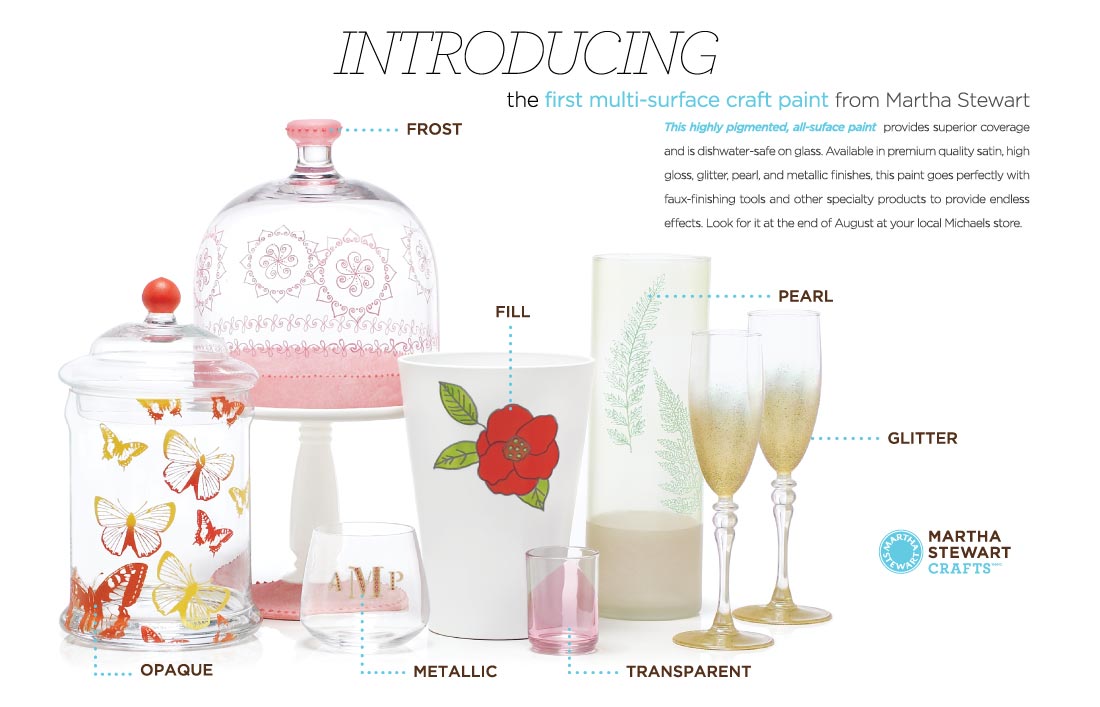 INTRODUCING
the first multi-surface craft paint from Martha Stewart
This highly pigmented, all-suface paint provides superior coverage
and is dishwater-safe on glass. Available in premium quality satin, high
gloss, glitter, pearl, and metallic finishes, this paint goes perfectly with
faux-finishing tools and other specialty products to provide endless
effects. Look for it at the end of August at your local Michaels store.
FROST
PEARL
FILL
GLITTER
AMP
MARTHA
STEWART
MARTHA
STEWART
CRAFTS
OPAQUE
METALLIC
TRANSPARENT